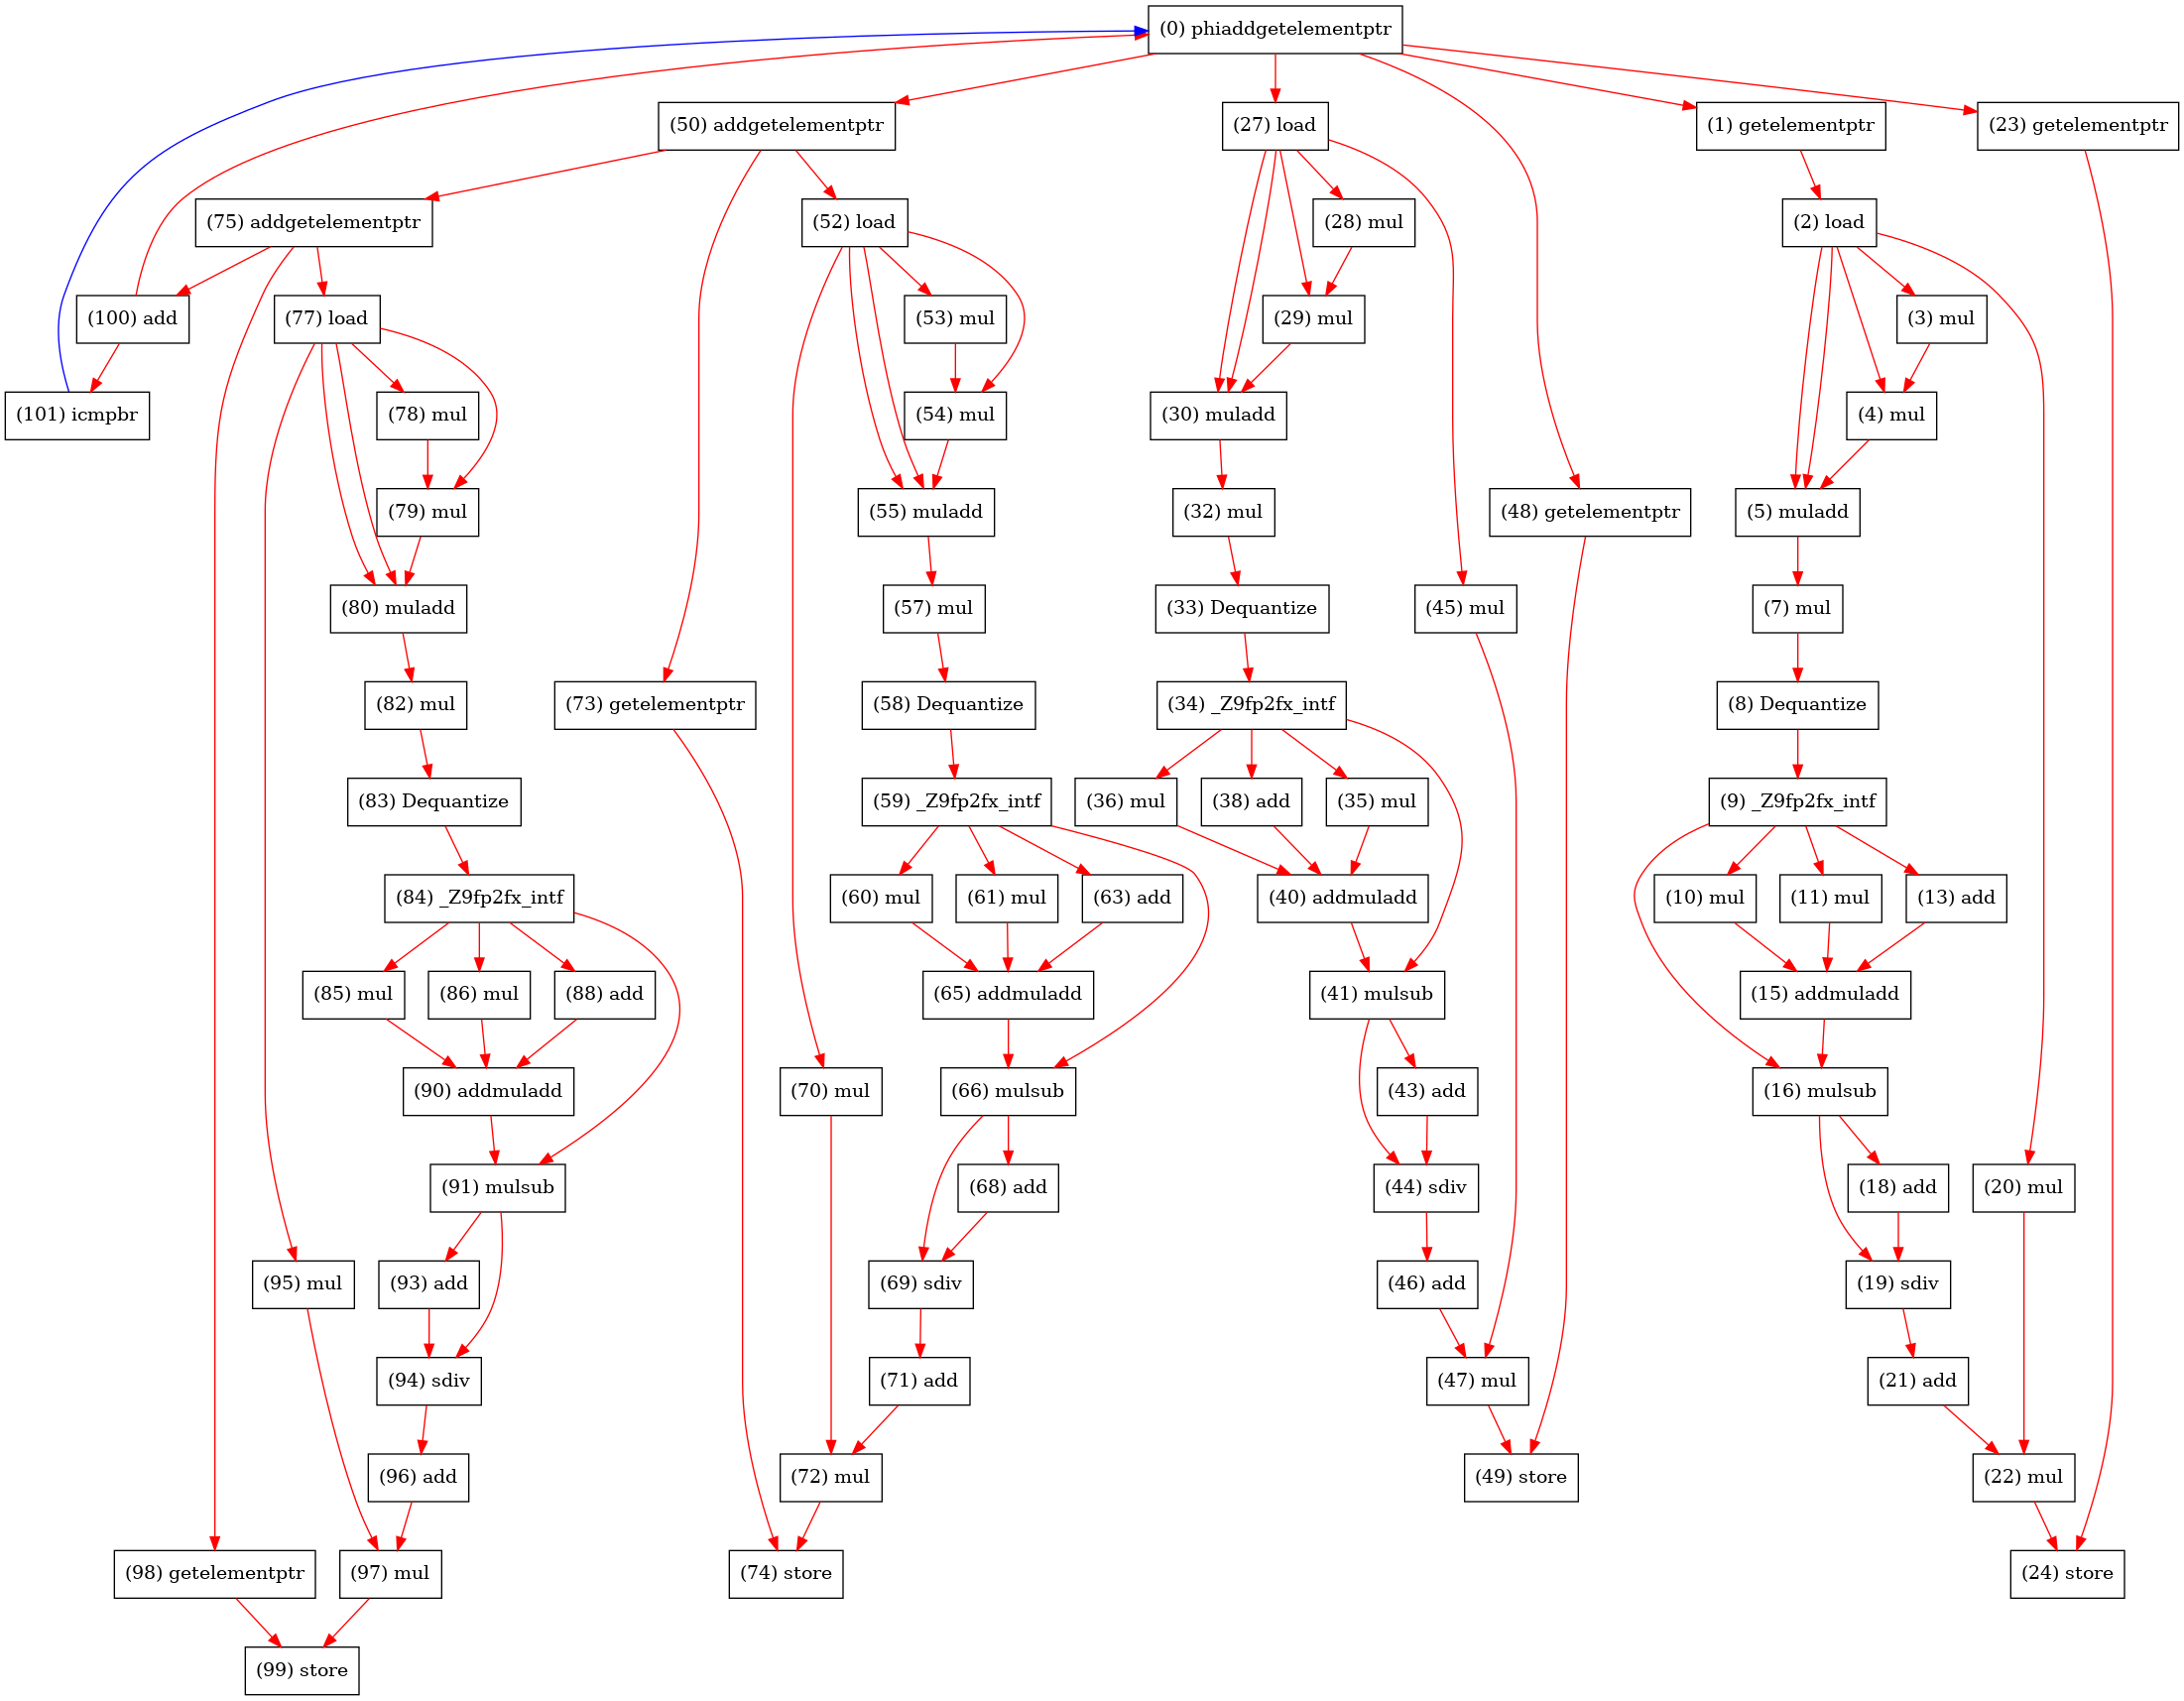 (0) phiaddgetelementptr
(50) addgetelementptr
(27) load
(1) getelementptr
(23) getelementptr
(75) addgetelementptr
(52) load
(28) mul
(2) load
(100) add
(77) load
(53) mul
(29) mul
(3) mul
(101) icmpbr
(78) mul
(54) mul
(30) muladd
(4) mul
(79) mul
(55) muladd
(32) mul
(48) getelementptr
(5) muladd
(80) muladd
(57) mul
(33) Dequantize
(45) mul
(7) mul
(82) mul
(73) getelementptr
(58) Dequantize
(34) _Z9fp2fx_intf
(8) Dequantize
(83) Dequantize
(59) _Z9fp2fx_intf
(36) mul
(38) add
(35) mul
(9) _Z9fp2fx_intf
(84) _Z9fp2fx_intf
(60) mul
(61) mul
(63) add
(40) addmuladd
(10) mul
(11) mul
(13) add
(85) mul
(86) mul
(88) add
(65) addmuladd
(41) mulsub
(15) addmuladd
(90) addmuladd
(70) mul
(66) mulsub
(43) add
(16) mulsub
(91) mulsub
(68) add
(44) sdiv
(18) add
(20) mul
(95) mul
(93) add
(69) sdiv
(46) add
(19) sdiv
(94) sdiv
(71) add
(47) mul
(21) add
(96) add
(72) mul
(49) store
(22) mul
(98) getelementptr
(97) mul
(74) store
(24) store
(99) store